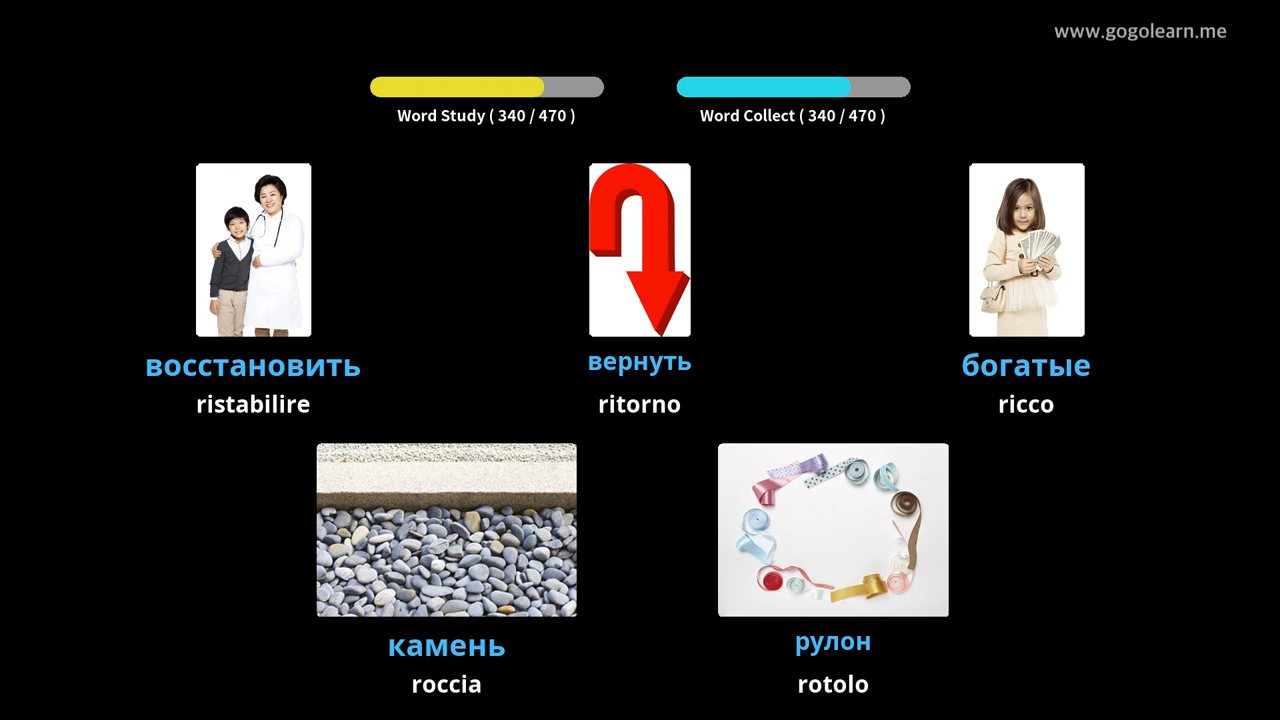 www.gogolearn.me
Word Study ( 340 / 470 )
Word Collect ( 340 / 470 )
восстановить
ristabilire
вернуть
ritorno
богатые
ricco
камень
roccia
рулон
rotolo